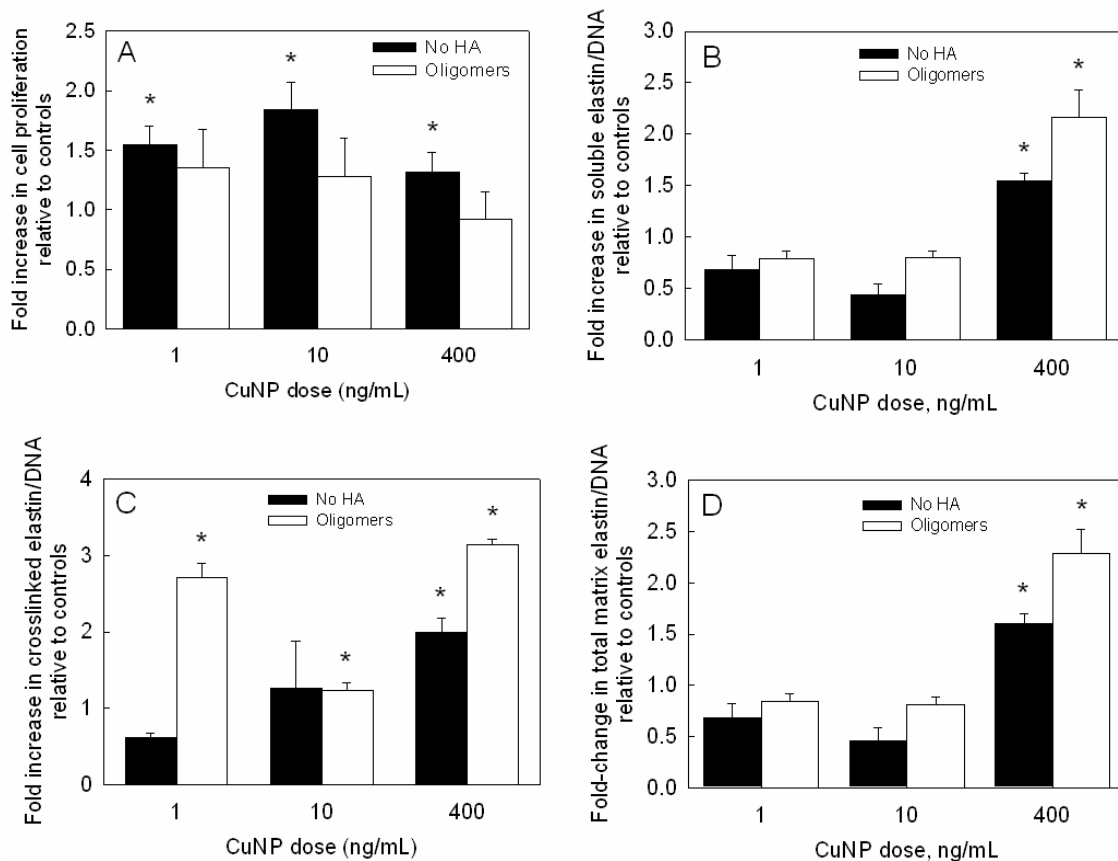 A
No HA
Oligomers
*
*
*
2.5
2.0
1.5
1.0
0.5
0.0
Fold increase in cell proliferation
relative to controls
1
10
400
CuNP dose (ng/mL)
B
No HA
Oligomers
*
*
3.0
2.5
2.0
1.5
1.0
0.5
0.0
Fold increase in soluble elastin/DNA
relative to controls
1
10
400
CuNP dose, ng/mL
C
No HA
Oligomers
*
*
*
*
4
3
2
1
0
Fold increase in crosslinked elastin/DNA
relative to controls
1
10
400
CuNP dose (ng/mL)
D
No HA
Oligomers
*
*
3.0
2.5
2.0
1.5
1.0
0.5
0.0
Fold-change in total matrix elastin/DNA
relative to controls
1
10
400
CuNP dose, ng/mL